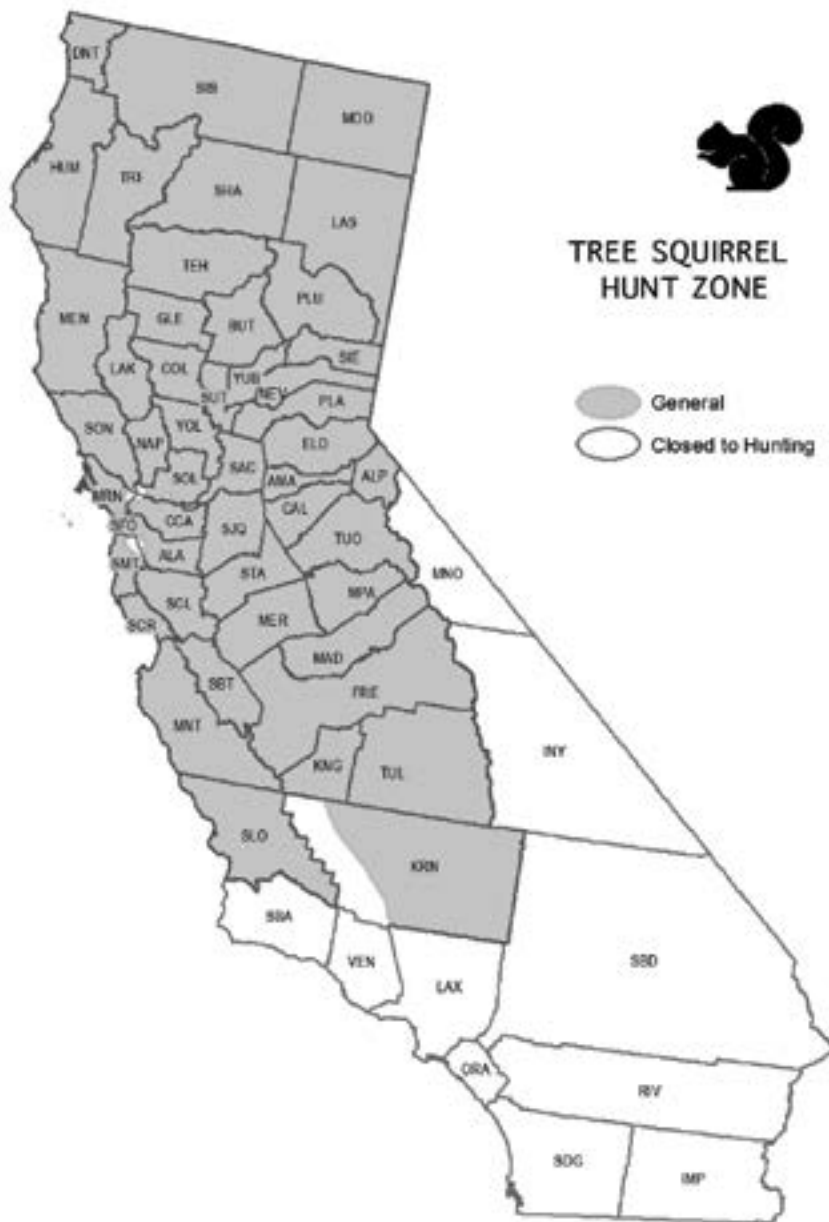 DNT
SIS
MOD
HUM
TRI
SHA
LAS
TREE SQUIRREL
HUNT ZONE
TEH
PLU
MEN
GLE
BUT
LAK
COL
SIE
YUB
SUT
NEV
PLA
General
SON
NAP
YOL
ELD
Closed to Hunting
SOL
SAC
AMA
ALP
MRN
CAL
CCA
SFO
SJQ
TUO
ALA
SMT
STA
MNO
MPA
SCL
MER
SCR
MAD
SBT
FRE
MNT
INY
KNG
TUL
SLO
KRN
SBA
VEN
LAX
SBD
ORA
RIV
SDG
IMP